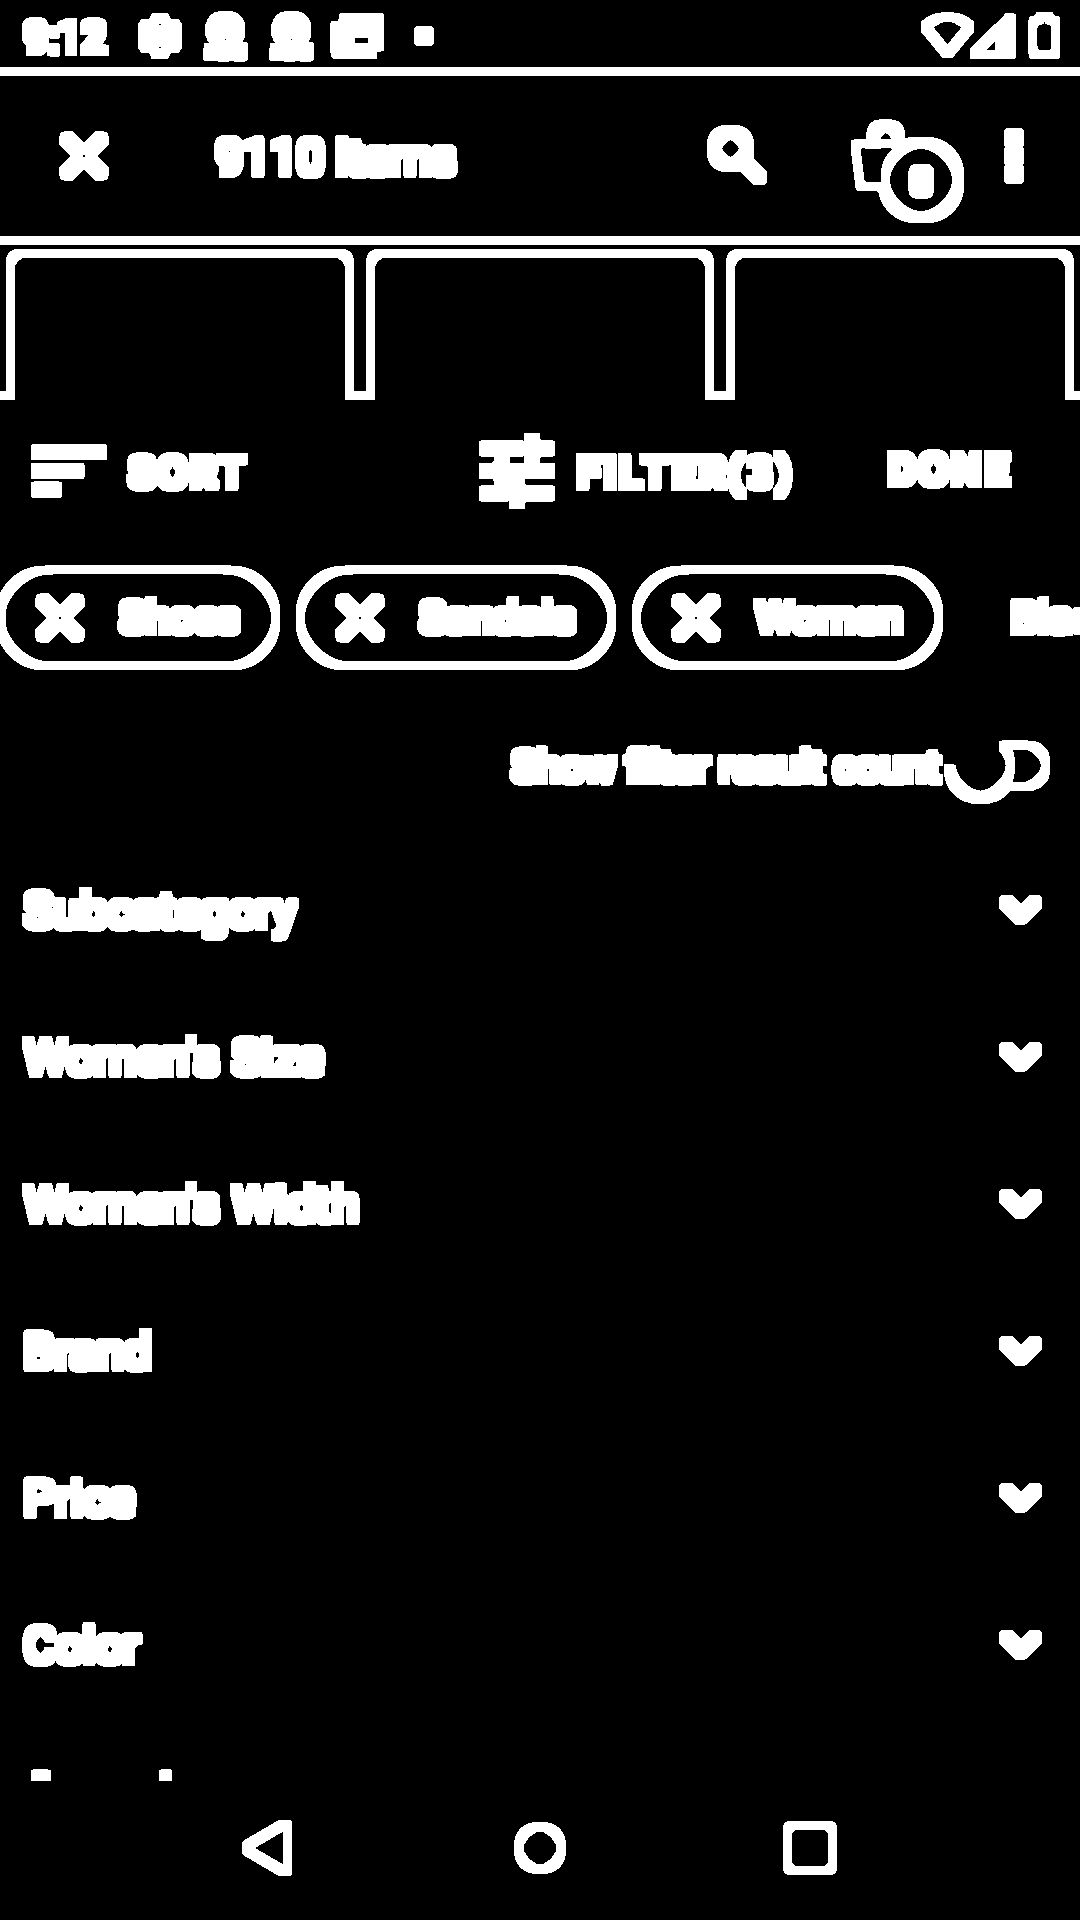 9:12
9110 items
SORT FILTER(3) DONE
Shoes Sandals Women
Show filter result count
Subcategory
Women's Size
Women's Width
Brand
Price
Color